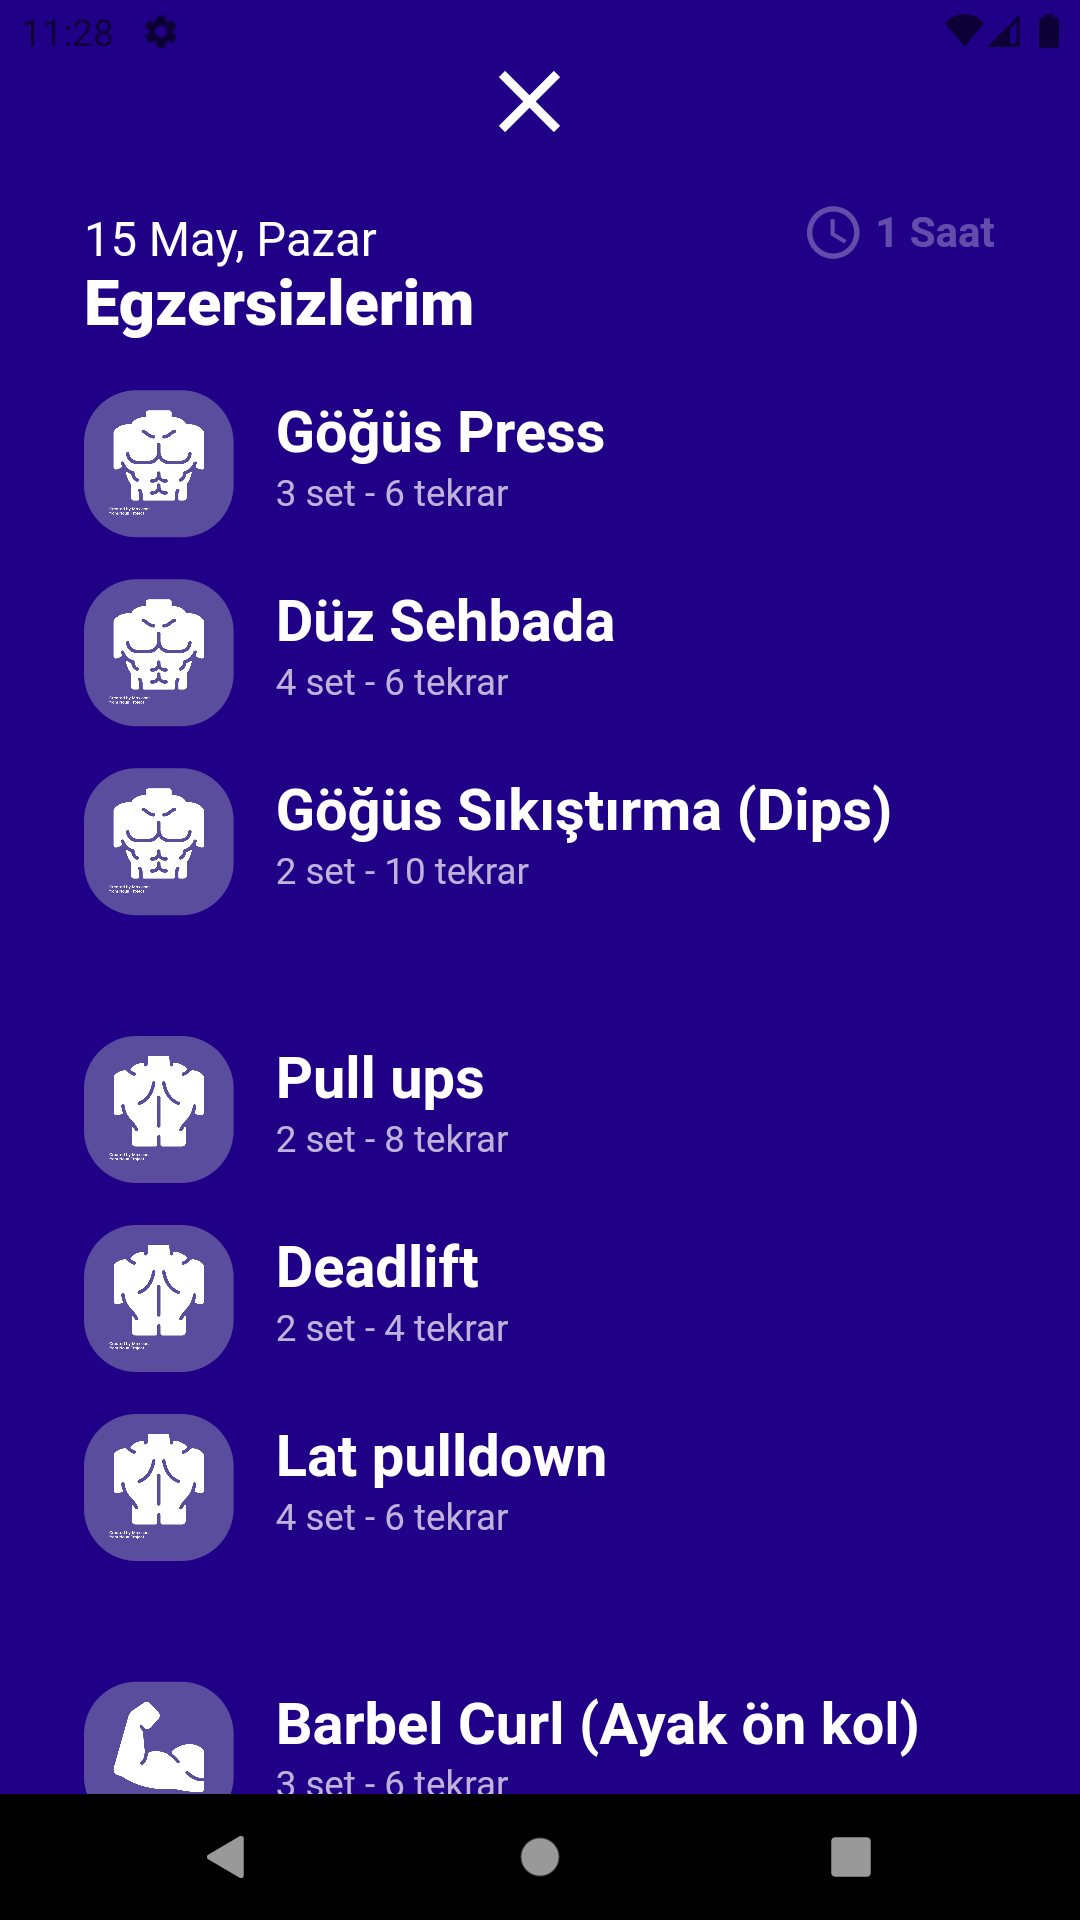 11:28
15 May, Pazar
1 Saat
Egzersizlerim
Göğüs Press
3 set - 6 tekrar
Düz Sehbada
4 set - 6 tekrar
Göğüs Sıkıştırma (Dips)
2 set - 10 tekrar
Pull ups
2 set - 8 tekrar
Deadlift
2 set - 4 tekrar
Lat pulldown
4 set - 6 tekrar
Barbel Curl (Ayak ön kol)
3 set - 6 tekrar